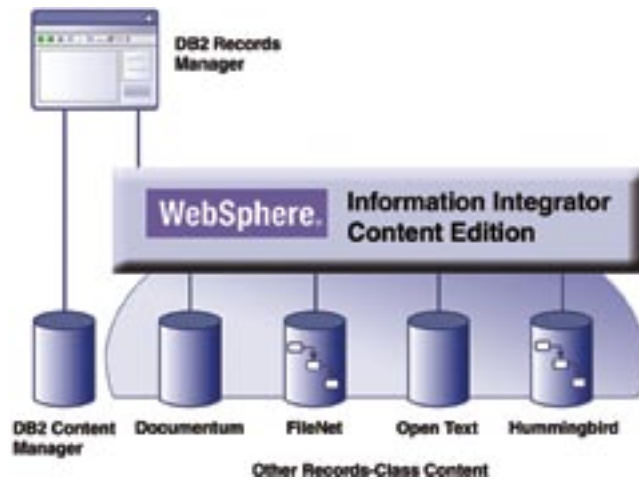 DB2 Records
Manager
WebSphere.
Information Integrator
Content Edition
DB2 Content
Manager
Documentum
FileNet
Open Text
Hummingbird
Other Records-Class Content